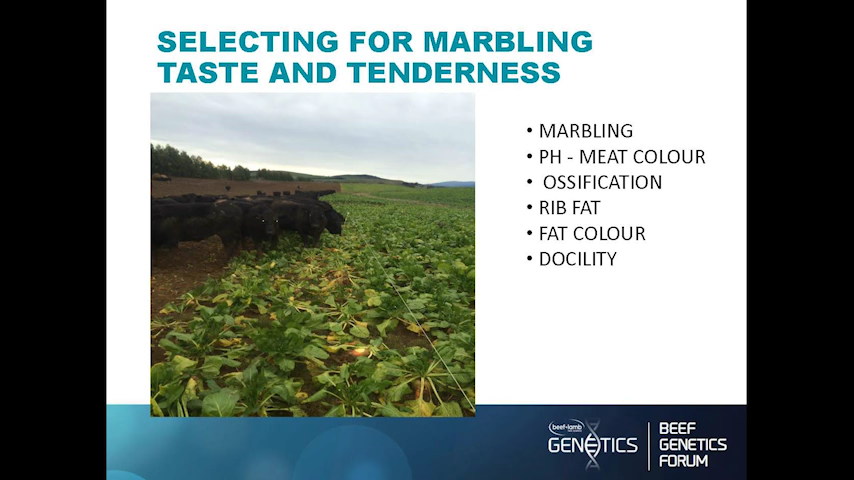 SELECTING FOR MARBLING
TASTE AND TENDERNESS
• MARBLING
• PH - MEAT COLOUR
• OSSIFICATION
• RIB FAT
• FAT COLOUR
• DOCILITY
beef+lamb
GENETICS
BEEF
GENETICS
FORUM